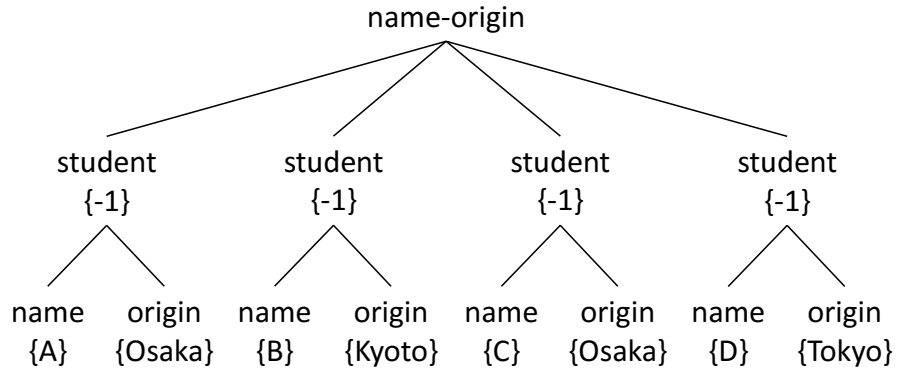 name-origin
student student student student
{-1} {-1} {-1} {-1}
name origin name origin name origin name origin
{A} {Osaka} {B} {Kyoto} {C} {Osaka} {D} {Tokyo}